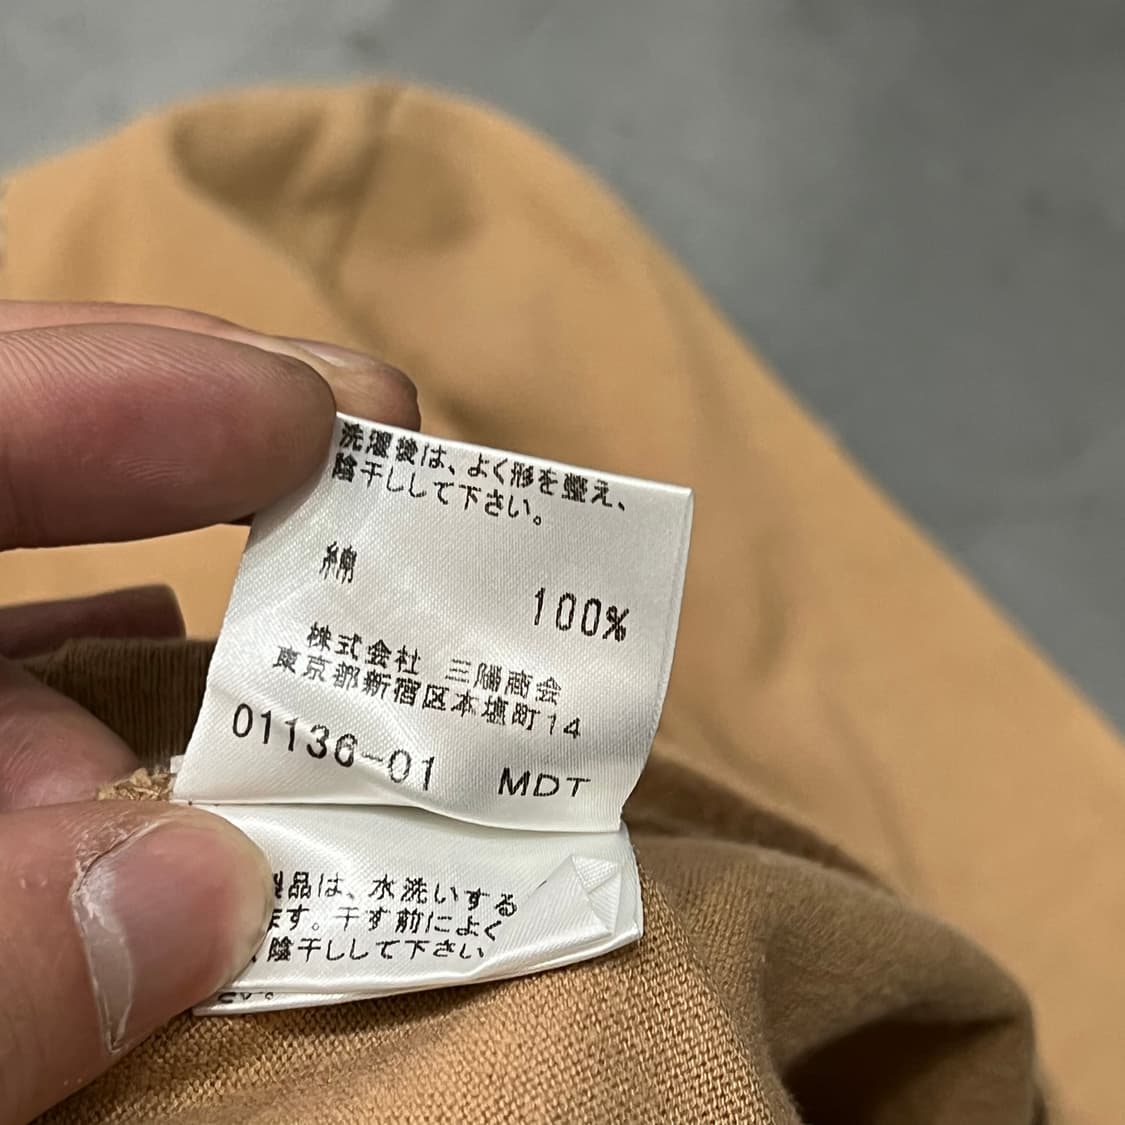 洗濯後は、よく形を整え、
陰干しして下さい。
綿
100%
株式会社 三陽商会
東京都新宿区本塩町14
01136-01 MDT
製品は、水洗いする
ます。干す前によく
陰干しして下さい